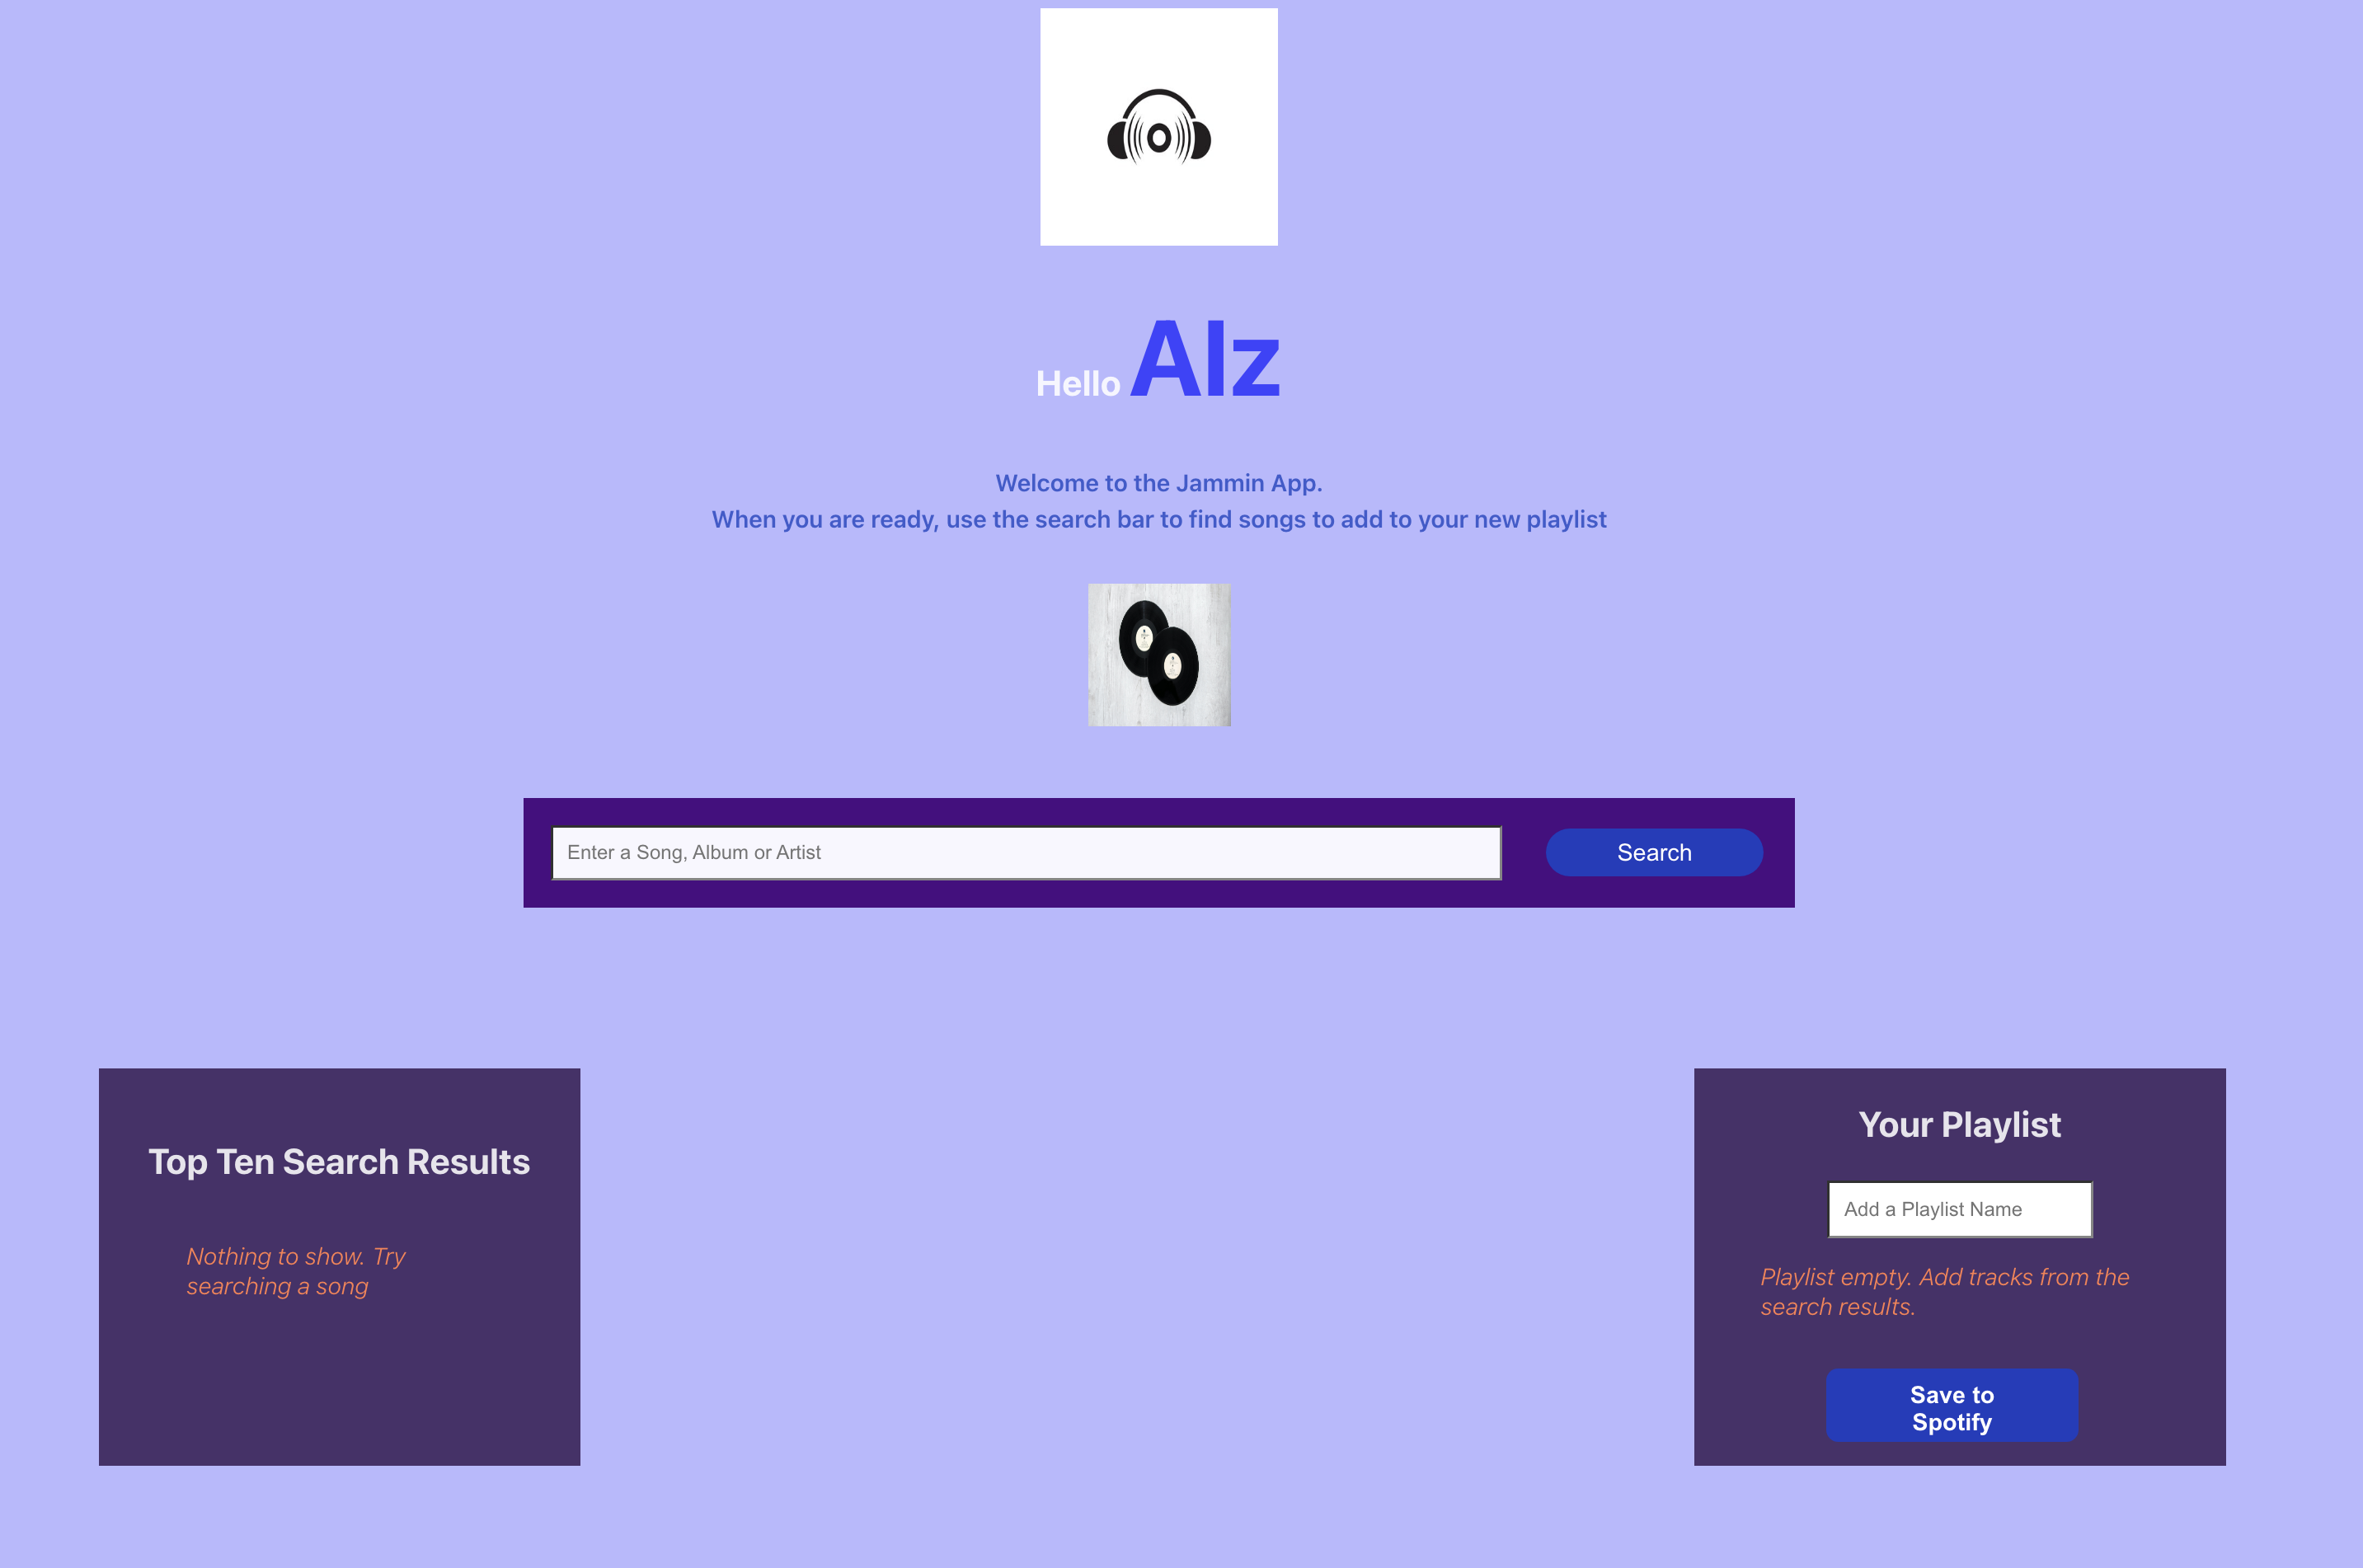 Hello Alz
Welcome to the Jammin App.
When you are ready, use the search bar to find songs to add to your new playlist
Enter a Song, Album or Artist
Search
Top Ten Search Results
Nothing to show. Try
searching a song
Your Playlist
Add a Playlist Name
Playlist empty. Add tracks from the
search results.
Save to
Spotify